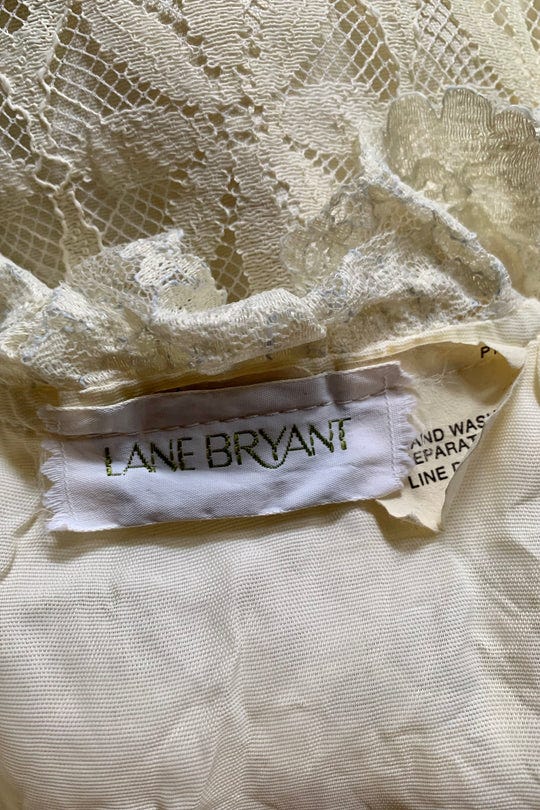 LANE BRYANT
AND WAS
EPARAT
LINE D